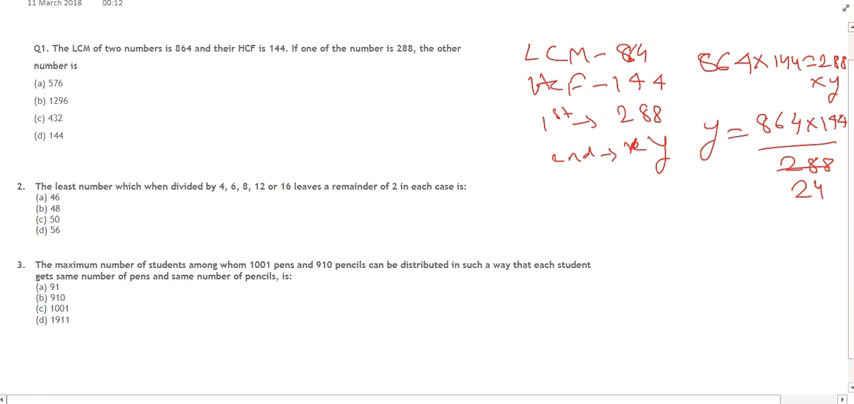 11 March 2018 00:12
Q1. The LCM of two numbers is 864 and their HCF is 144. If one of the number is 288, the other
number is
(a) 576
(b) 1296
(c) 432
(d) 144
2. The least number which when divided by 4, 6, 8, 12 or 16 leaves a remainder of 2 in each case is:
(a) 46
(b) 48
(c) 50
(d) 56
3. The maximum number of students among whom 1001 pens and 910 pencils can be distributed in such a way that each student
gets same number of pens and same number of pencils, is:
(a) 91
(b) 910
(c) 1001
(d) 1911
LCM - 84
HCF - 144
1st → 288
2nd → y
864 × 144 = 288
× y
y = 864 × 144
288
24